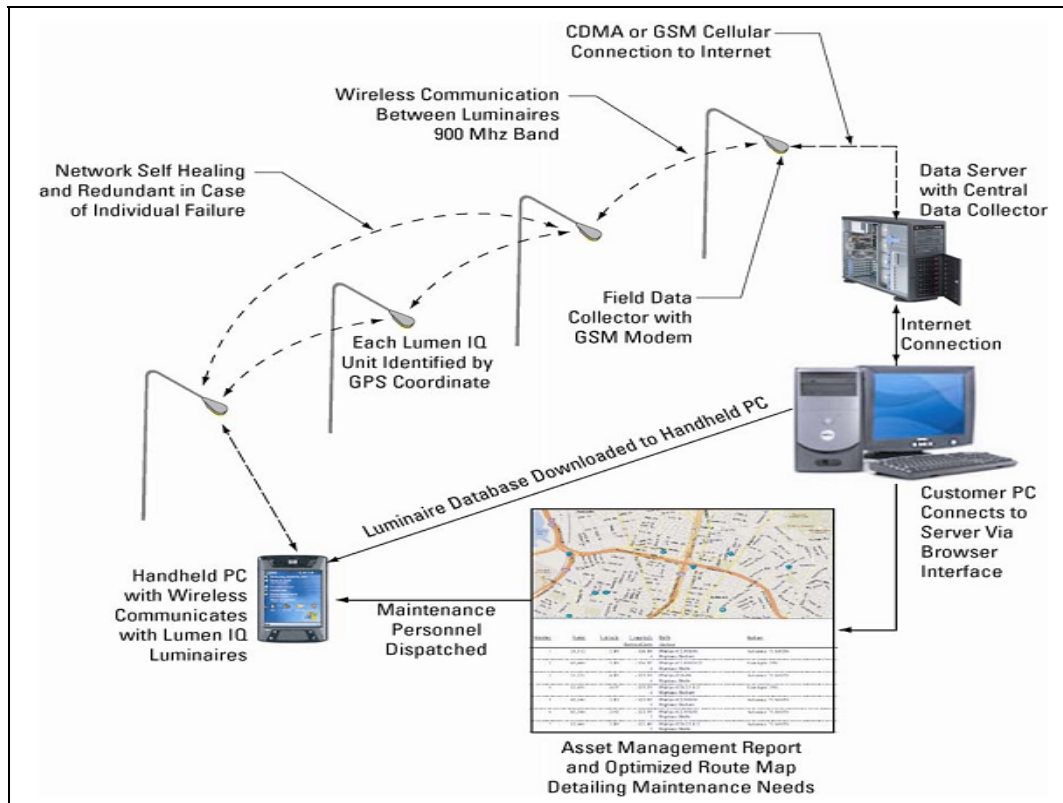 CDMA or GSM Cellular
Connection to Internet
Wireless Communication
Between Luminaires
900 Mhz Band
Network Self Healing
and Redundant in Case
of Individual Failure
Data Server
with Central
Data Collector
Field Data
Collector with
GSM Modem
Each Lumen IQ
Unit Identified by
GPS Coordinate
Internet
Connection
Luminaire Database Downloaded to Handheld PC
Customer PC
Connects to
Server Via
Browser
Interface
Handheld PC
with Wireless
Communicates
with Lumen IQ
Luminaires
Maintenance
Personnel
Dispatched
Asset Management Report
and Optimized Route Map
Detailing Maintenance Needs